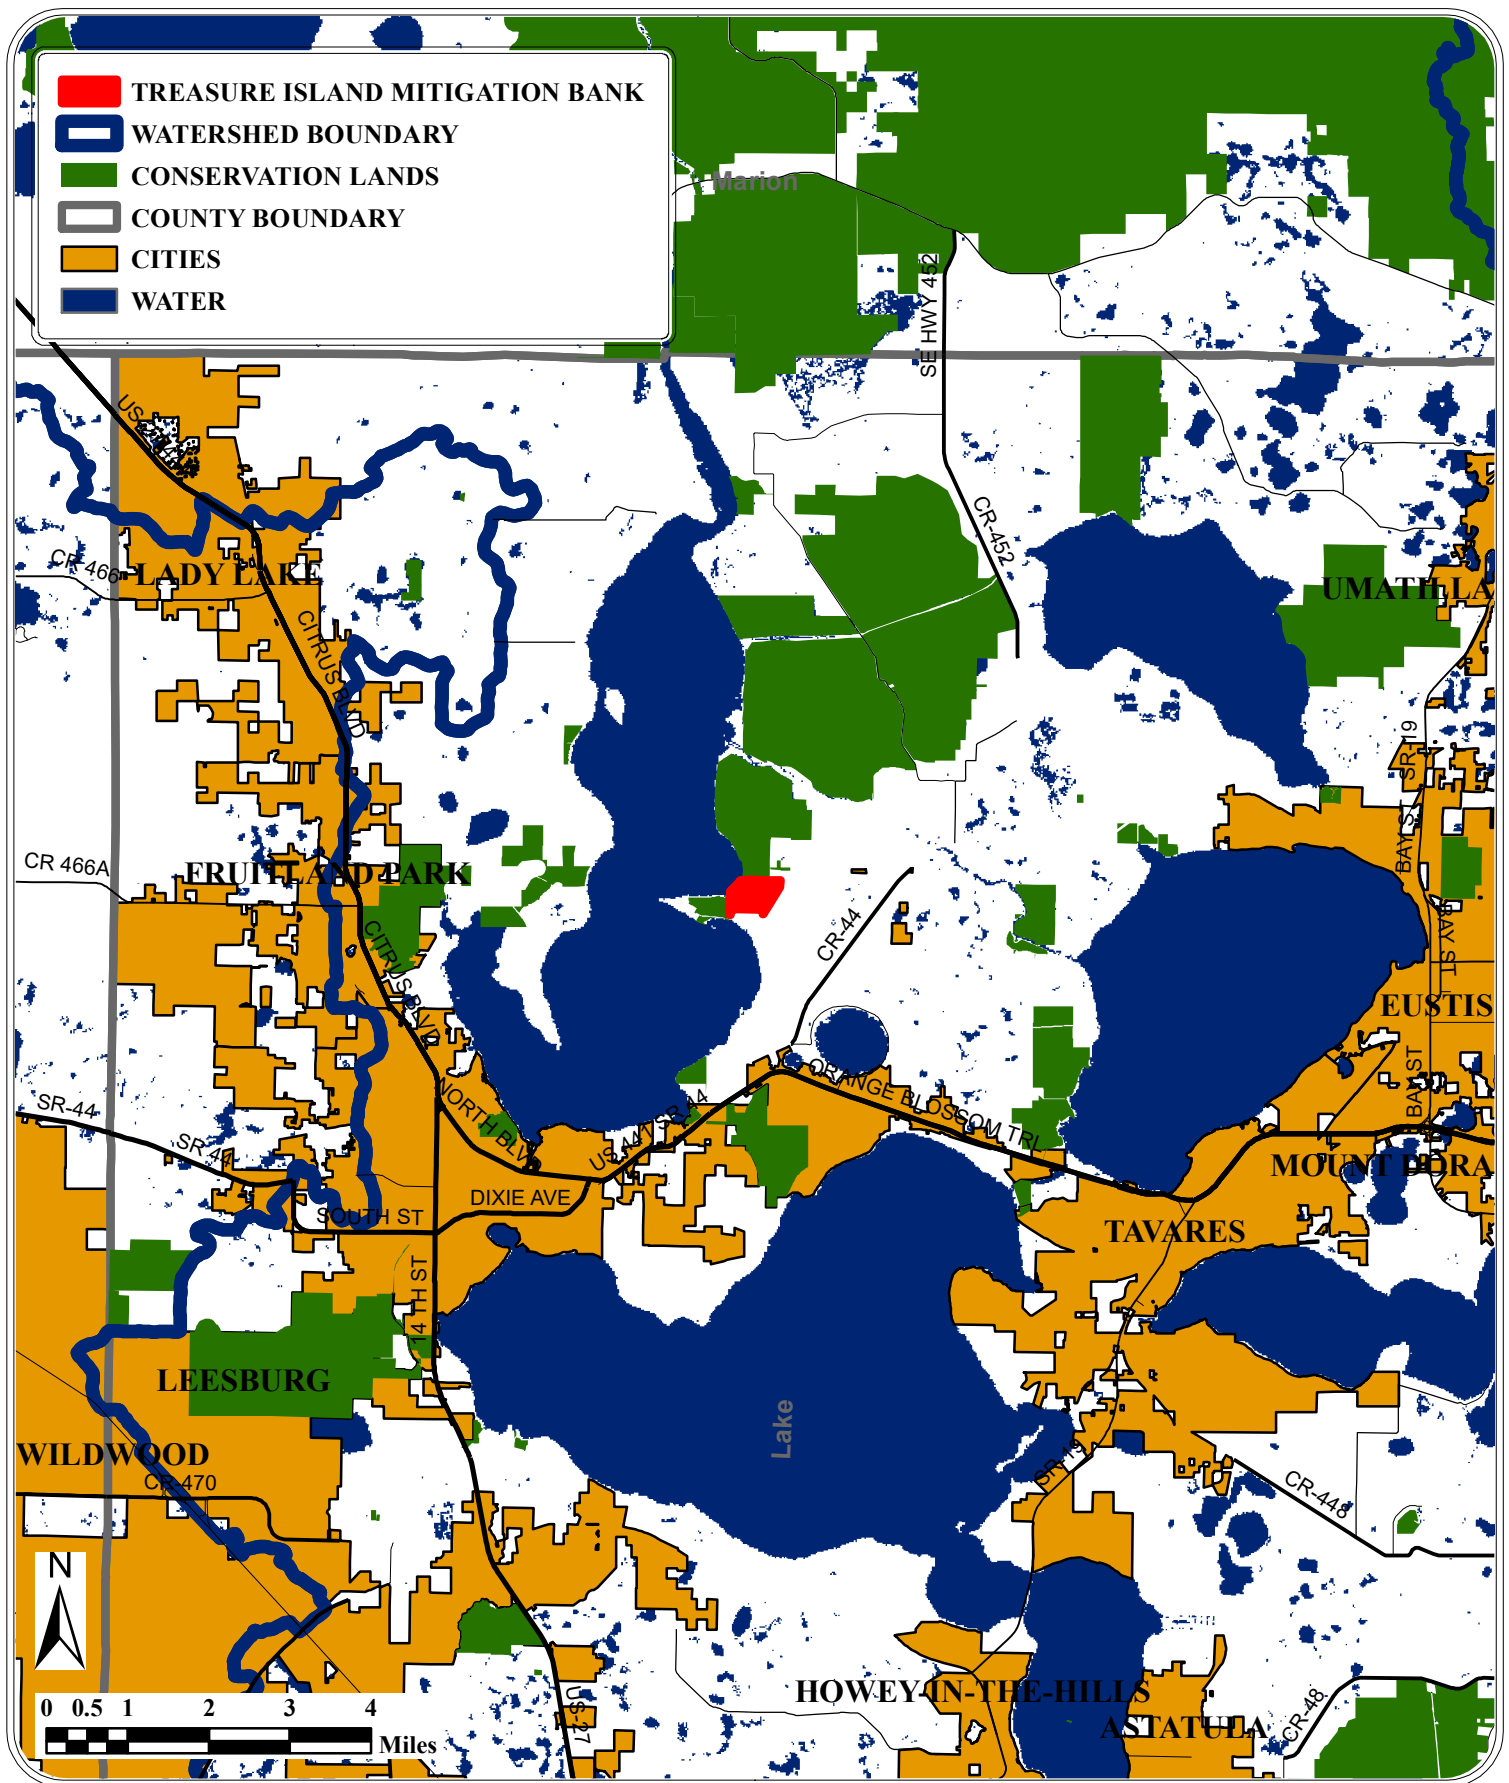 TREASURE ISLAND MITIGATION BANK
WATERSHED BOUNDARY
CONSERVATION LANDS
COUNTY BOUNDARY
CITIES
WATER
Marion
SE HWY 452
CR-452
CR 466
LADY LAKE
CITRUS BLVD
UMATILLA
SR-19
BAY ST
CR 466A
FRUITLAND PARK
CITRUS BLVD
CR-44
BAY ST
EUSTIS
BAY ST
SR-44
SR 44
NORTH BLVD
US 441 SR 44
ORANGE BLOSSOM TRL
MOUNT DORA
DIXIE AVE
SOUTH ST
TAVARES
14 TH ST
LEESBURG
Lake
WILDWOOD
CR-470
SR-19
CR-448
N
HOWEY-IN-THE-HILLS
ASTATULA
CR-48
US-27
0 0.5 1 2 3 4
Miles